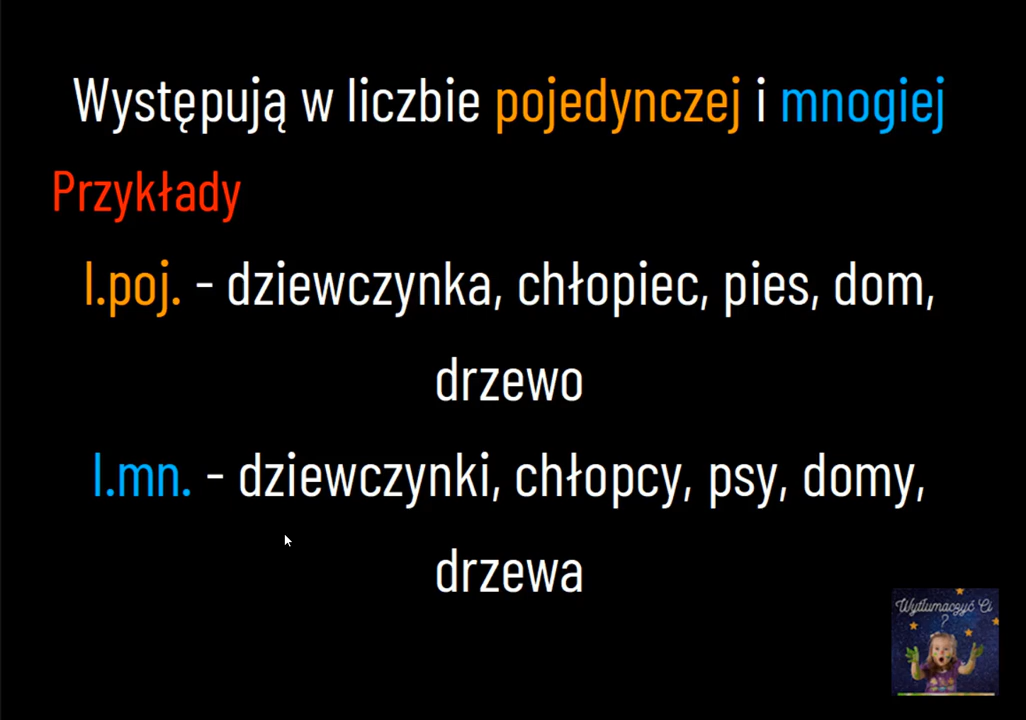 Występują w liczbie pojedynczej i mnogiej
Przykłady
l.poj. - dziewczynka, chłopiec, pies, dom,
drzewo
l.mn. - dziewczynki, chłopcy, psy, domy,
drzewa
Wytłumaczyć Ci
?